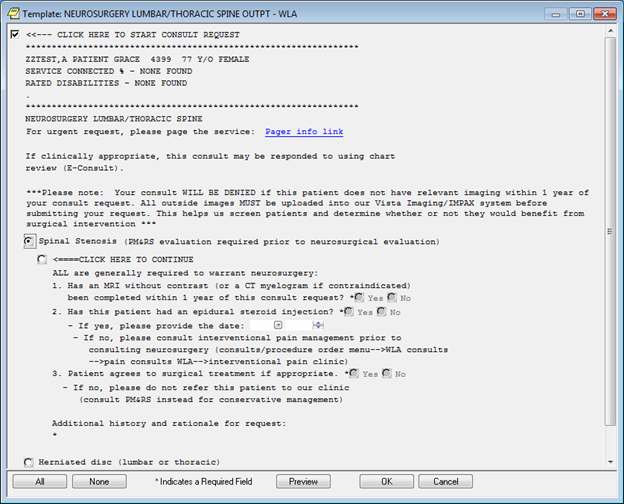 Template: NEUROSURGERY LUMBAR/THORACIC SPINE OUTPT - WLA
<<--- CLICK HERE TO START CONSULT REQUEST
***************************************************************
ZZTEST,A PATIENT GRACE  4399  77 Y/O FEMALE
SERVICE CONNECTED % - NONE FOUND
RATED DISABILITIES - NONE FOUND
.
***************************************************************
NEUROSURGERY LUMBAR/THORACIC SPINE
For urgent request, please page the service:  Pager info link
If clinically appropriate, this consult may be responded to using chart
review (E-Consult).
***Please note:  Your consult WILL BE DENIED if this patient does not have relevant imaging within 1 year of
your consult request. All outside images MUST be uploaded into our Vista Imaging/IMPAX system before
submitting your request. This helps us screen patients and determine whether or not they would benefit from
surgical intervention ***
Spinal Stenosis (PM&RS evaluation required prior to neurosurgical evaluation)
<====CLICK HERE TO CONTINUE
ALL are generally required to warrant neurosurgery:
1. Has an MRI without contrast (or a CT myelogram if contraindicated)
been completed within 1 year of this consult request? * Yes No
2. Has this patient had an epidural steroid injection? * Yes No
- If yes, please provide the date:
- If no, please consult interventional pain management prior to
consulting neurosurgery (consults/procedure order menu-->WLA consults
-->pain consults WLA-->interventional pain clinic)
3. Patient agrees to surgical treatment if appropriate. * Yes No
- If no, please do not refer this patient to our clinic
(consult PM&RS instead for conservative management)
Additional history and rationale for request:
*
Herniated disc (lumbar or thoracic)
All None * Indicates a Required Field Preview OK Cancel